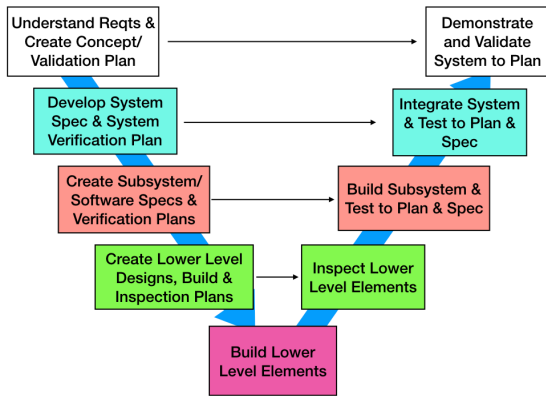 Understand Reqts &
Create Concept/
Validation Plan
Demonstrate
and Validate
System to Plan
Develop System
Spec & System
Verification Plan
Integrate System
& Test to Plan &
Spec
Create Subsystem/
Software Specs &
Verification Plans
Build Subsystem &
Test to Plan & Spec
Create Lower Level
Designs, Build &
Inspection Plans
Inspect Lower
Level Elements
Build Lower
Level Elements